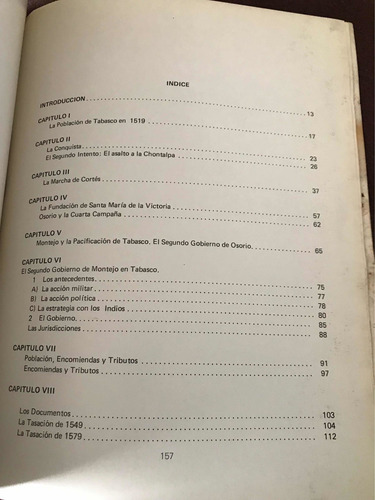 INDICE
INTRODUCCION 13
CAPITULO I
La Población de Tabasco en 1519 17
CAPITULO II
La Conquista 23
El Segundo Intento: El asalto a la Chontalpa 26
CAPITULO III
La Marcha de Cortés 37
CAPITULO IV
La Fundación de Santa María de la Victoria 57
Osorio y la Cuarta Campaña 62
CAPITULO V
Montejo y la Pacificación de Tabasco. El Segundo Gobierno de Osorio. 65
CAPITULO VI
El Segundo Gobierno de Montejo en Tabasco.
1 Los antecedentes 75
A) La acción militar 77
B) La acción política 78
C) La estrategia con los Indios 80
2 El Gobierno 85
Las Jurisdicciones 88
CAPITULO VII
Población, Encomiendas y Tributos 91
Encomiendas y Tributos 97
CAPITULO VIII
Los Documentos 103
La Tasación de 1549 104
La Tasación de 1579 112
157